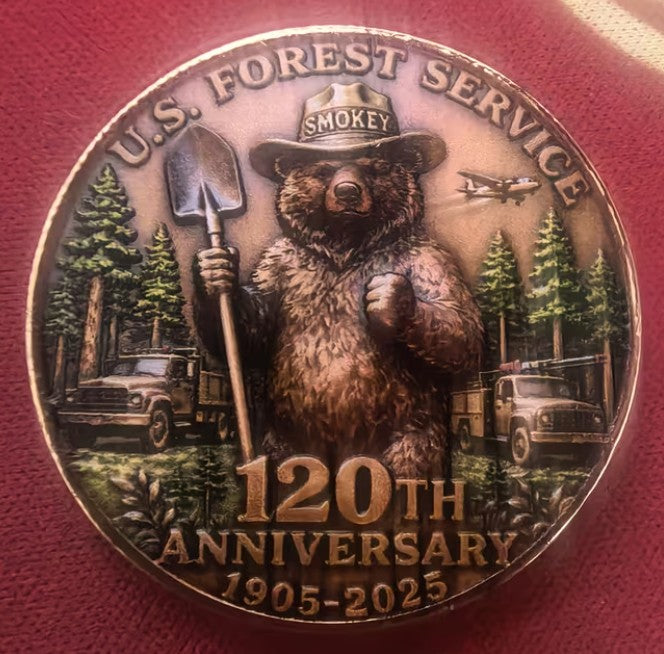 U.S. FOREST SERVICE
SMOKEY
120TH
ANNIVERSARY
1905-2025